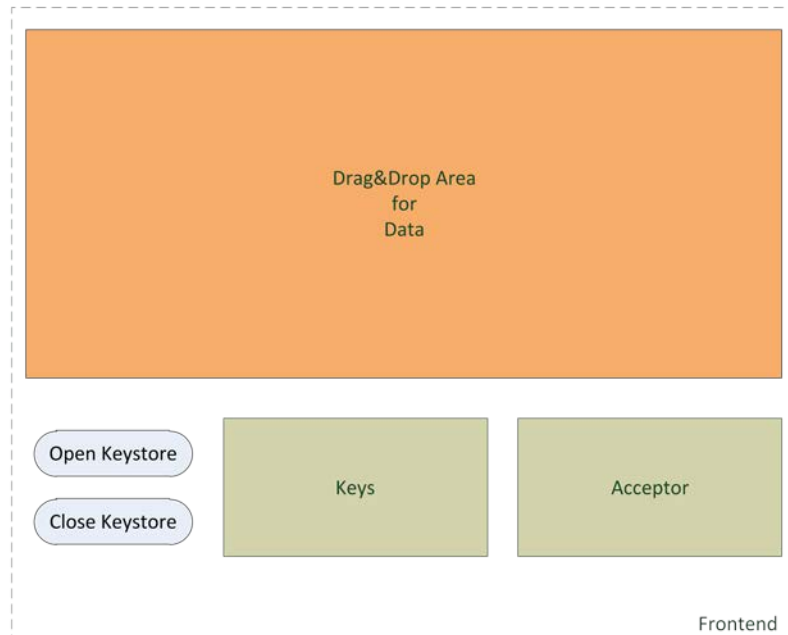 Drag&Drop Area
for
Data
Open Keystore
Close Keystore
Keys
Acceptor
Frontend